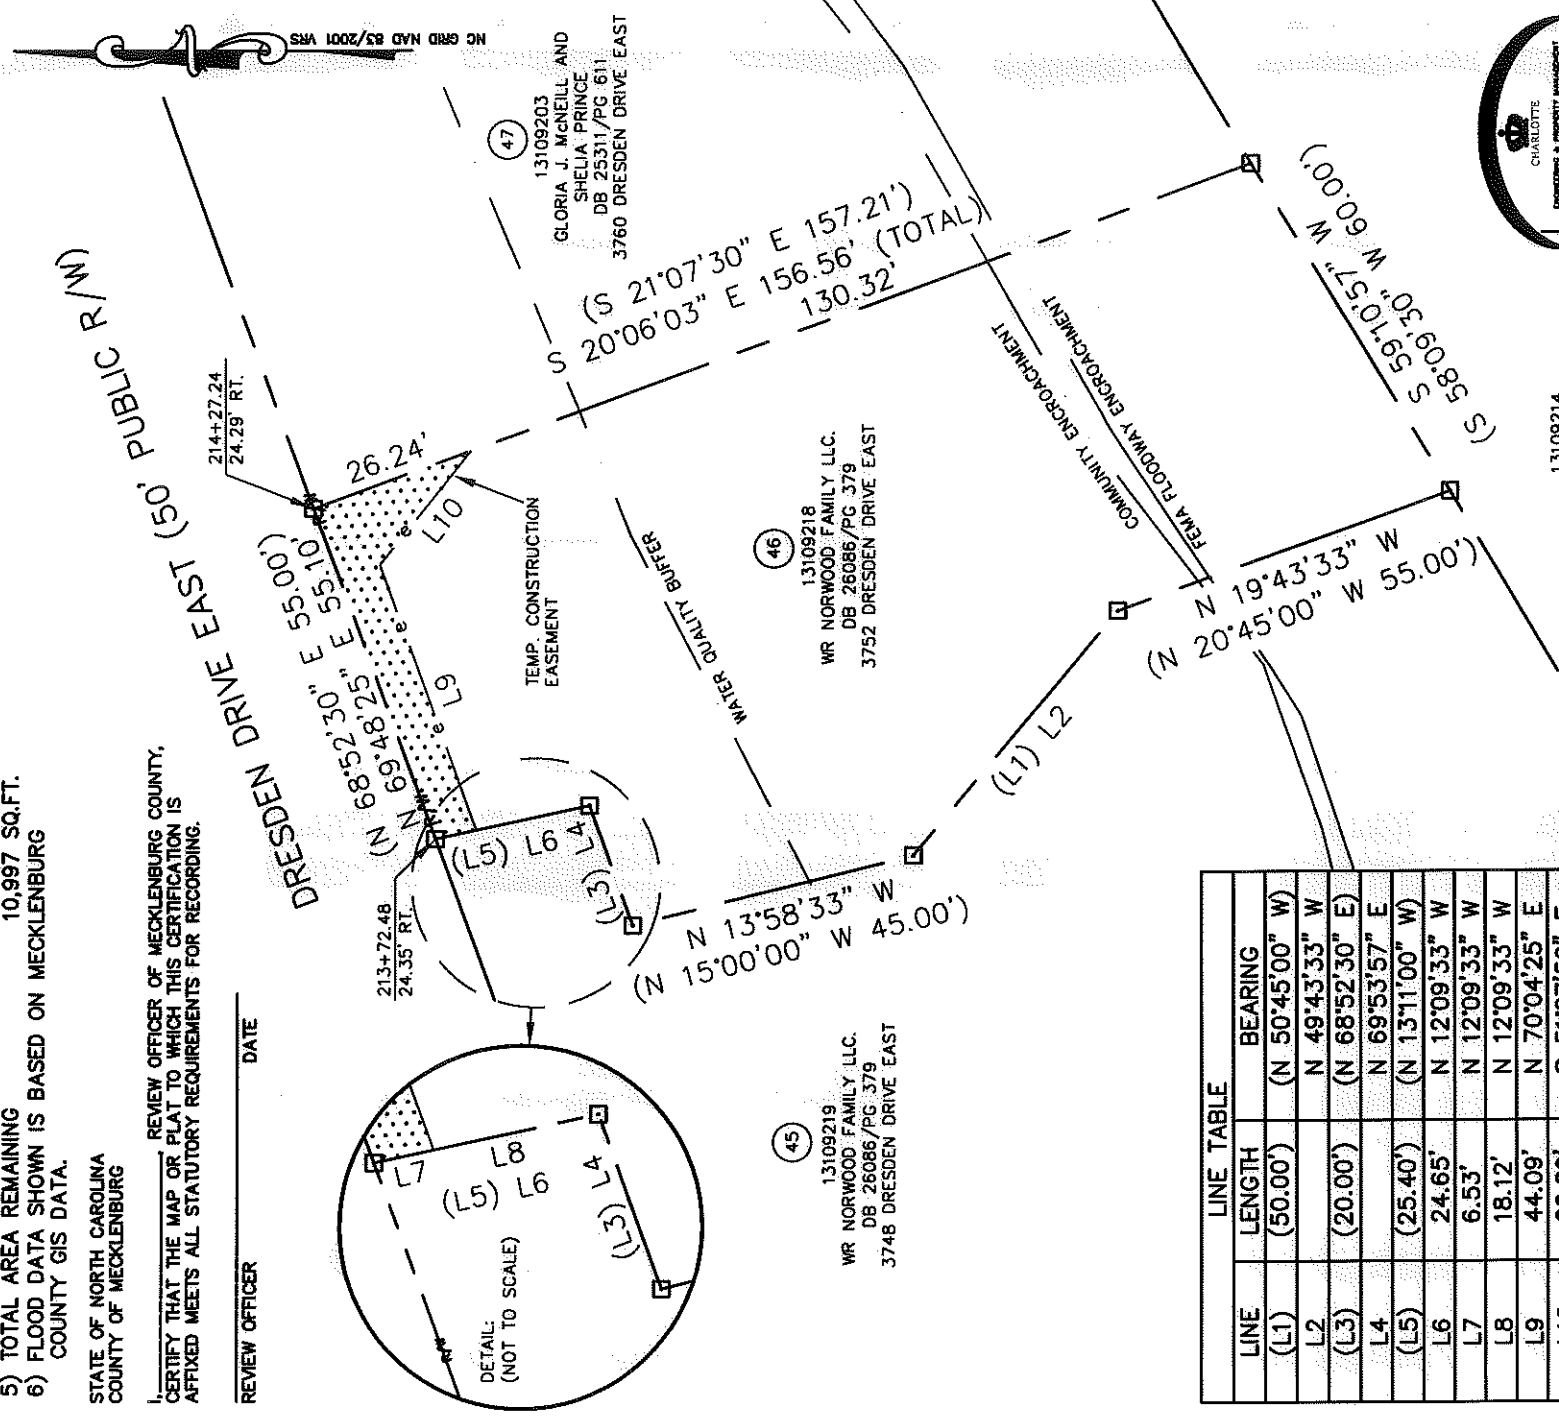 5) TOTAL AREA REMAINING 10,997 SQ.FT.
6) FLOOD DATA SHOWN IS BASED ON MECKLENBURG
COUNTY GIS DATA.
STATE OF NORTH CAROLINA
COUNTY OF MECKLENBURG
I,________, REVIEW OFFICER OF MECKLENBURG COUNTY,
CERTIFY THAT THE MAP OR PLAT TO WHICH THIS CERTIFICATION IS
AFFIXED MEETS ALL STATUTORY REQUIREMENTS FOR RECORDING.
REVIEW OFFICER DATE
NC GRID NAD 83/2001 VRS
DRESDEN DRIVE EAST (50' PUBLIC R/W)
214+27.24
24.29' RT.
213+72.48
24.35' RT.
(N 68°52'30" E 55.00')
N 69°48'25" E 55.10'
26.24'
L10
L9
e
e
e
TEMP. CONSTRUCTION
EASEMENT
47
13109203
GLORIA J. McNEILL AND
SHELIA PRINCE
DB 25311/PG 611
3760 DRESDEN DRIVE EAST
(S 21°07'30" E 157.21')
S 20°06'03" E 156.56' (TOTAL)
130.32'
WATER QUALITY BUFFER
46
13109218
WR NORWOOD FAMILY LLC.
DB 26086/PG 379
3752 DRESDEN DRIVE EAST
COMMUNITY ENCROACHMENT
FEMA FLOODWAY ENCROACHMENT
S 59°10'57" W
(S 58°09'30" W 60.00')
N 19°43'33" W
(N 20°45'00" W 55.00')
(L1) L2
N 13°58'33" W
(N 15°00'00" W 45.00')
(L5) L6
(L3) L4
DETAIL:
(NOT TO SCALE)
R/W
L7
L8
(L5) L6
(L3) L4
45
13109219
WR NORWOOD FAMILY LLC.
DB 26086/PG 379
3748 DRESDEN DRIVE EAST
13109214
CHARLOTTE
ENGINEERING & PROPERTY MANAGEMENT
LINE TABLE
LINE LENGTH BEARING
(L1) (50.00') (N 50°45'00" W)
L2 N 49°43'33" W
(L3) (20.00') (N 68°52'30" E)
L4 N 69°53'57" E
(L5) (25.40') (N 13°11'00" W)
L6 24.65' N 12°09'33" W
L7 6.53' N 12°09'33" W
L8 18.12' N 12°09'33" W
L9 44.09' N 70°04'25" E